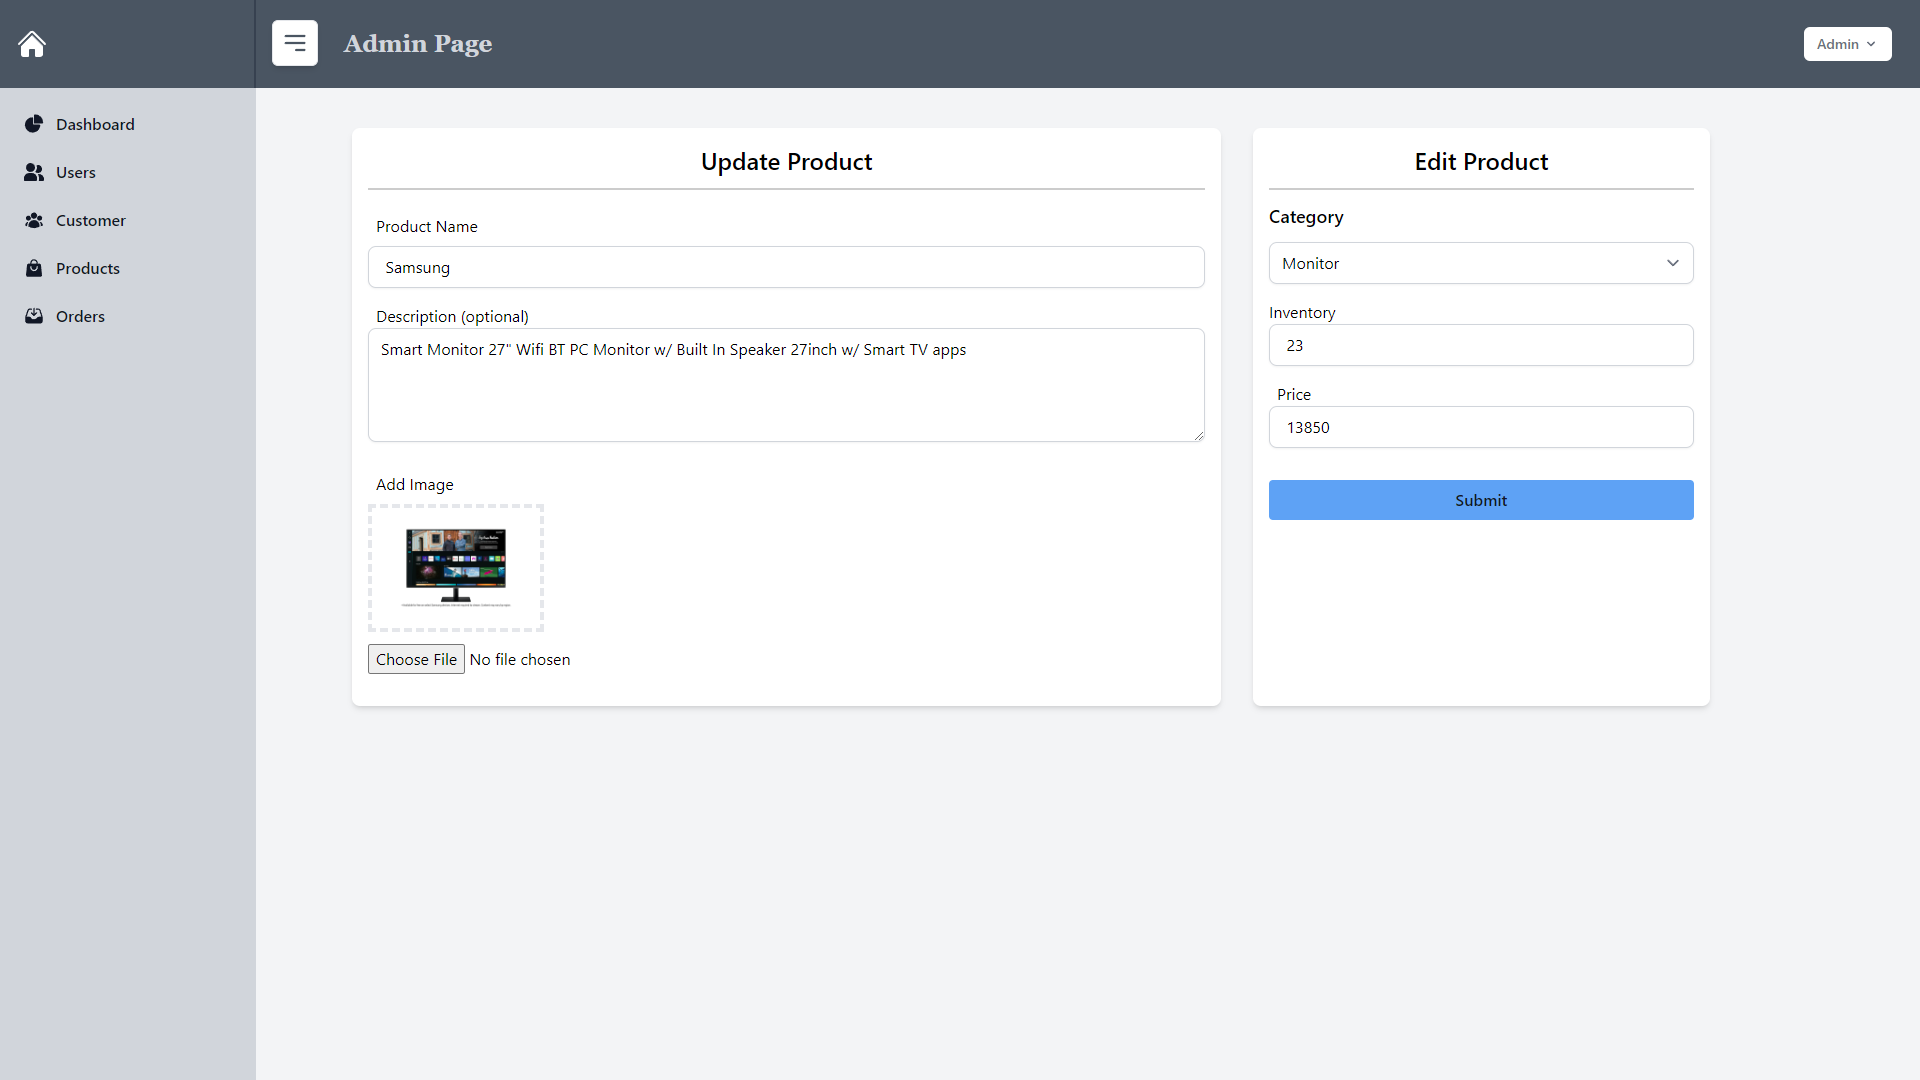 Admin Page
Admin
Dashboard
Users
Customer
Products
Orders
Update Product
Product Name
Samsung
Description (optional)
Smart Monitor 27" Wifi BT PC Monitor w/ Built In Speaker 27inch w/ Smart TV apps
Add Image
Choose File No file chosen
Edit Product
Category
Monitor
Inventory
23
Price
13850
Submit